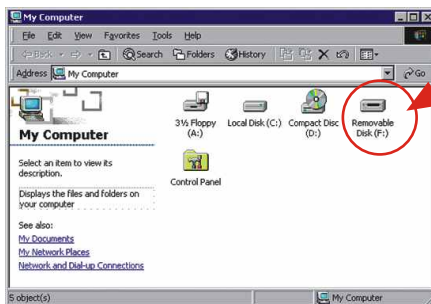 My Computer
File Edit View Favorites Tools Help
Back Search Folders History
Address My Computer Go
My Computer
Select an item to view its
description.
Displays the files and folders on
your computer
See also:
My Documents
My Network Places
Network and Dial-up Connections
3½ Floppy
(A:)
Local Disk (C:)
Compact Disc
(D:)
Removable
Disk (F:)
Control Panel
5 object(s) My Computer